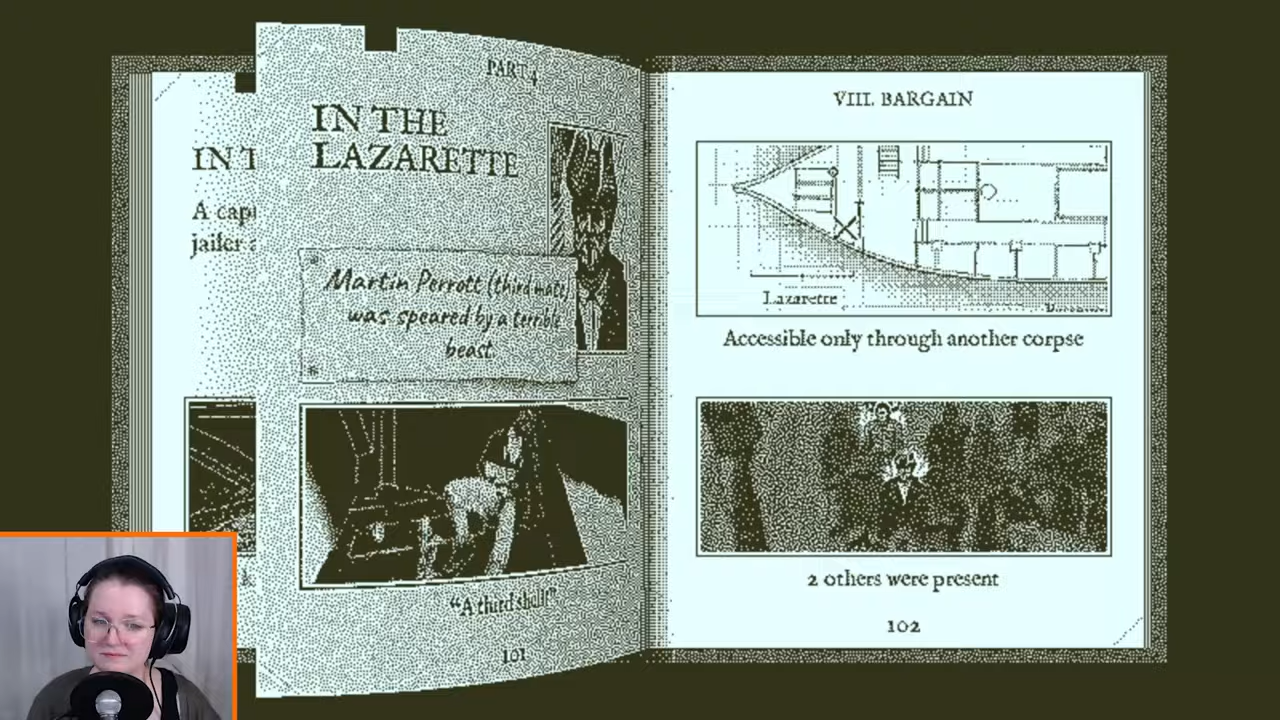 IN T
A cap
jailer a
PART 4
IN THE
LAZARETTE
Martin Perrott (third mate)
was speared by a terrible
beast.
"A third shell!"
101
VIII. BARGAIN
Lazarette
Accessible only through another corpse
2 others were present
102